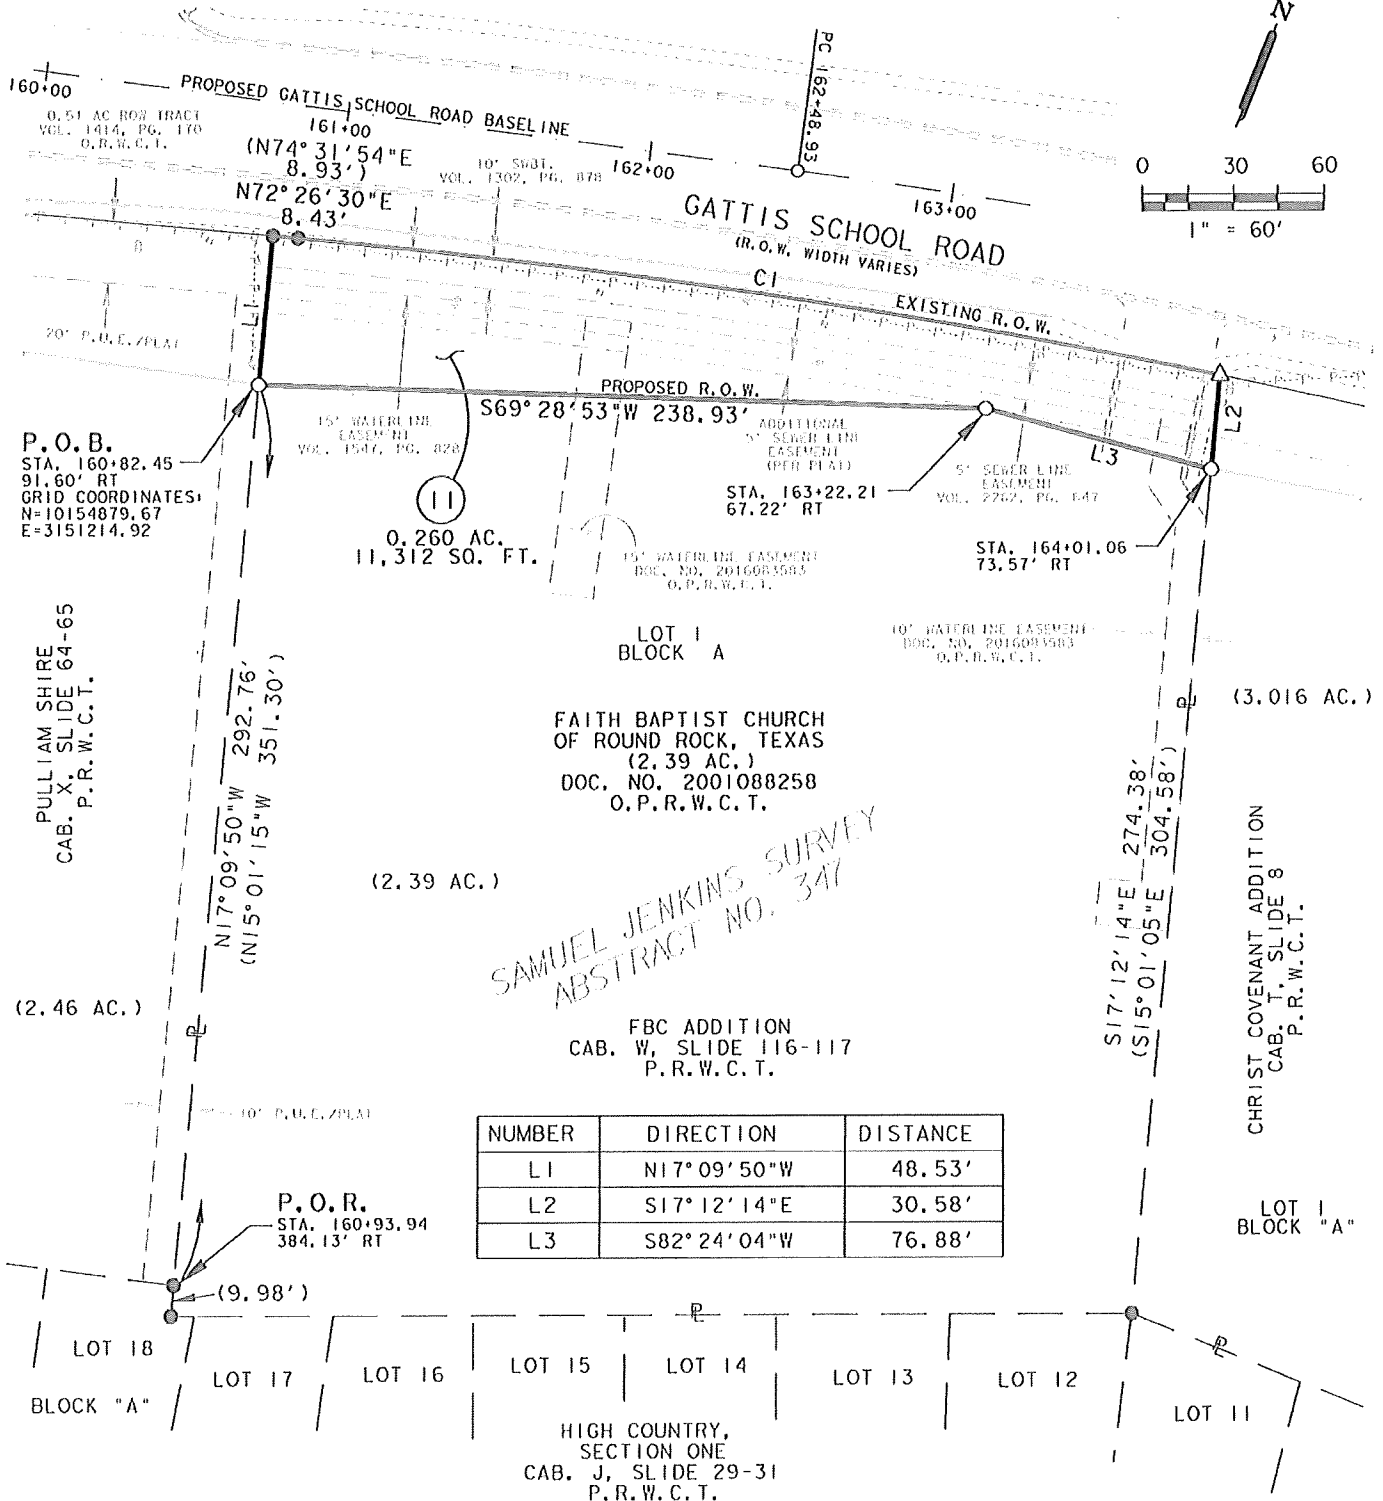 N
PC 162+48.93
160+00
PROPOSED GATTIS SCHOOL ROAD BASELINE
161+00
162+00
163+00
0.51 AC ROW TRACT
VOL. 1414, PG. 170
O.R.W.C.T.
(N74°31'54"E
8.93')
N72°26'30"E
8.43'
VOL. 1302, PG. 878
0 30 60
1" = 60'
GATTIS SCHOOL ROAD
(R.O.W. WIDTH VARIES)
C1
EXISTING R.O.W.
L1
20' P.U.E./PLAT
PROPOSED R.O.W.
S69°28'53"W 238.93'
L2
L3
P.O.B.
STA. 160+82.45
91.60' RT
GRID COORDINATES:
N=10154879.67
E=3151214.92
15' WATERLINE
EASEMENT
VOL. 1547, PG. 828
ADDITIONAL
5' SEWER LINE
EASEMENT
(PER PLAT)
5' SEWER LINE
EASEMENT
STA. 163+22.21
67.22' RT
11
0.260 AC.
11,312 SQ. FT.
STA. 164+01.06
73.57' RT
15' WATERLINE EASEMENT
DOC. NO. 2016083583
O.P.R.W.C.T.
10' WATERLINE EASEMENT
DOC. NO. 2016083583
O.P.R.W.C.T.
LOT 1
BLOCK A
PULLIAM SHIRE
CAB. X, SLIDE 64-65
P.R.W.C.T.
N17°09'50"W 292.76'
(N15°01'15"W 351.30')
(3.016 AC.)
FAITH BAPTIST CHURCH
OF ROUND ROCK, TEXAS
(2.39 AC.)
DOC. NO. 2001088258
O.P.R.W.C.T.
SAMUEL JENKINS SURVEY
ABSTRACT NO. 347
(2.39 AC.)
S17°12'14"E 274.38'
(S15°01'05"E 304.58')
CHRIST COVENANT ADDITION
CAB. T, SLIDE 8
P.R.W.C.T.
(2.46 AC.)
PL
PL
FBC ADDITION
CAB. W, SLIDE 116-117
P.R.W.C.T.
10' P.U.E./PLAT
NUMBER DIRECTION DISTANCE
L1 N17°09'50"W 48.53'
L2 S17°12'14"E 30.58'
L3 S82°24'04"W 76.88'
P.O.R.
STA. 160+93.94
384.13' RT
(9.98')
LOT 1
BLOCK "A"
PL
PL
LOT 18
BLOCK "A"
LOT 17
LOT 16
LOT 15
LOT 14
LOT 13
LOT 12
LOT 11
HIGH COUNTRY,
SECTION ONE
CAB. J, SLIDE 29-31
P.R.W.C.T.